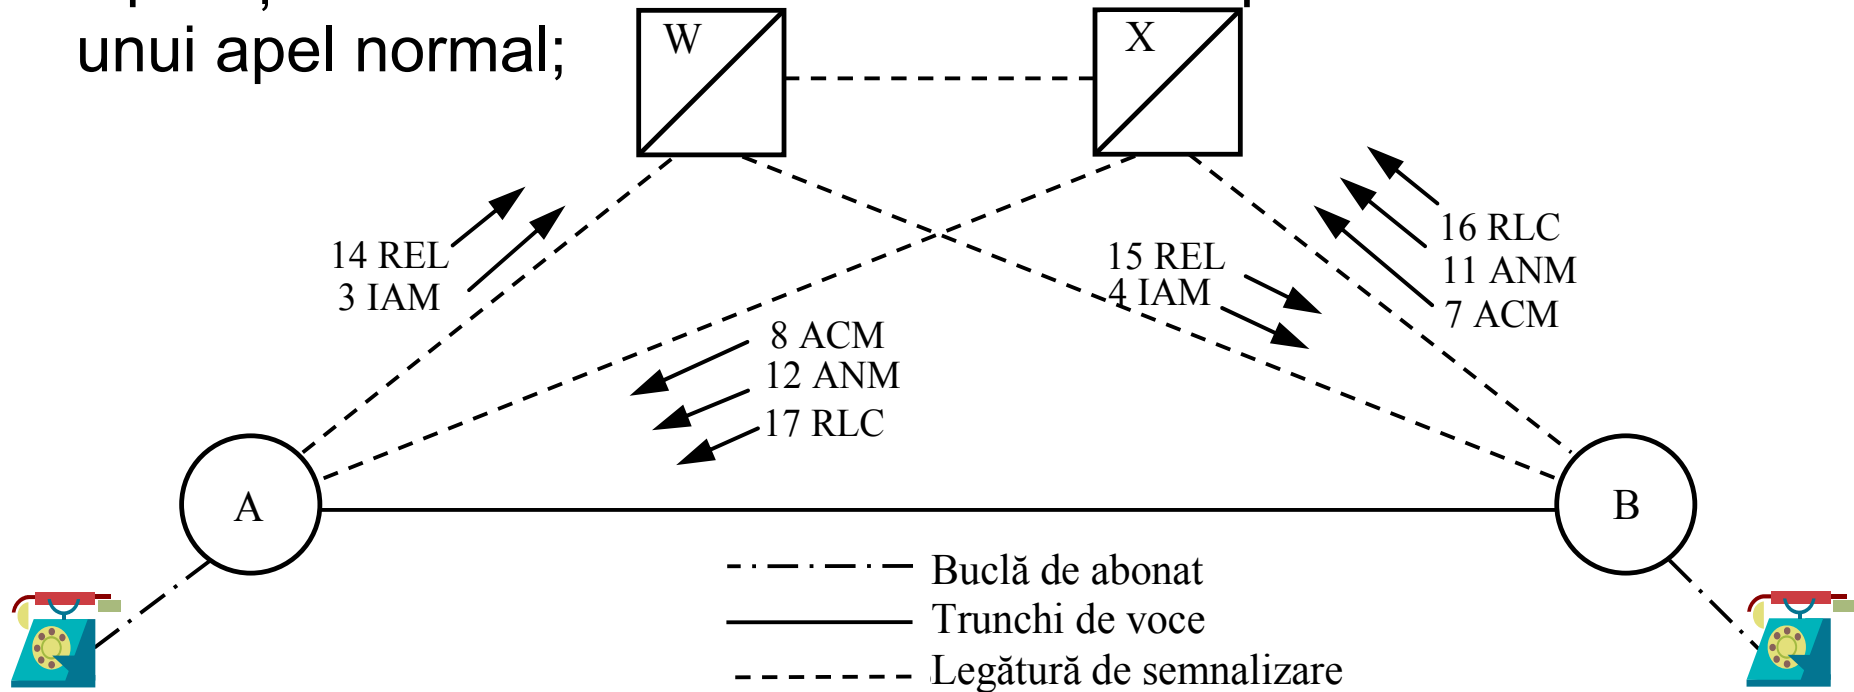 unui apel normal;
W
X
14 REL
3 IAM
15 REL
4 IAM
16 RLC
11 ANM
7 ACM
8 ACM
12 ANM
17 RLC
A
B
Buclă de abonat
Trunchi de voce
Legătură de semnalizare